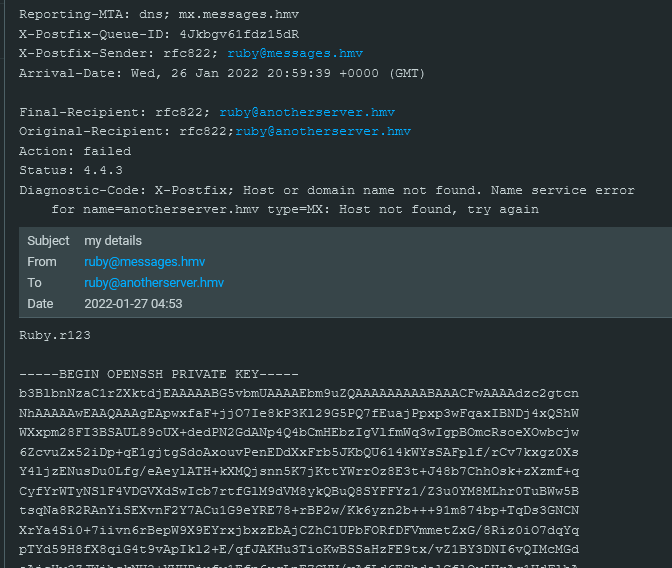 Reporting-MTA: dns; mx.messages.hmv
X-Postfix-Queue-ID: 4Jkbgv61fdz15dR
X-Postfix-Sender: rfc822; ruby@messages.hmv
Arrival-Date: Wed, 26 Jan 2022 20:59:39 +0000 (GMT)
Final-Recipient: rfc822; ruby@anotherserver.hmv
Original-Recipient: rfc822;ruby@anotherserver.hmv
Action: failed
Status: 4.4.3
Diagnostic-Code: X-Postfix; Host or domain name not found. Name service error
for name=anotherserver.hmv type=MX: Host not found, try again
Subject my details
From ruby@messages.hmv
To ruby@anotherserver.hmv
Date 2022-01-27 04:53
Ruby.r123
-----BEGIN OPENSSH PRIVATE KEY-----
b3BlbnNzaC1rZXktdjEAAAAABG5vbmUAAAAEbm9uZQAAAAAAAAABAAACFwAAAAdzc2gtcn
NhAAAAAwEAAQAAAgEApwxfaF+jjO7Ie8kP3Kl29G5PQ7fEuajPpxp3wFqaxIBNDj4xQShW
WXxpm28FI3BSAUL89oUX+dedPN2GdANp4Q4bCmHEbzIgVlfmWq3wIgpBOmcRsoeXOwbcjw
6ZcvuZx52iDp+qE1gjtgSdoAxouvPenEDdXxFrb5JKbQU614kWYsSAFplf/rCv7kxgz0Xs
Y4ljzENusDu0Lfg/eAeylATH+kXMQjsnn5K7jKttYWrrOz8E3t+J48b7ChhOsk+zXzmf+q
CyfYrWTyNSlF4VDGVXdSwIcb7rtfGlM9dVM8ykQBuQ8SYFFYz1/Z3u0YM8MLhr0TuBWw5B
tsqNa8R2RAnYiSEXvnF2Y7ACu1G9eYRE78+rBP2w/Kk6yzn2b+++91m874bp+TqDs3GNCN
XrYa4Si0+7iivn6rBepW9X9EYrxjbxzEbAjCZhClUPbFORfDFVmmetZxG/8Riz0iO7dqYq
pTYd59H8fX8qiG4t9vApIkl2+E/qfJAKHu3TioKwBSSaHzFE9tx/vZ1BY3DNI6vQIMcMGd